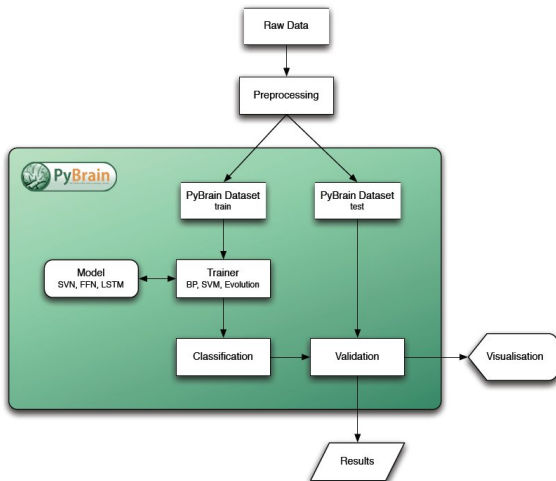 Raw Data
Preprocessing
PyBrain
PyBrain Dataset
train
PyBrain Dataset
test
Model
SVN, FFN, LSTM
Trainer
BP, SVM, Evolution
Classification
Validation
Visualisation
Results